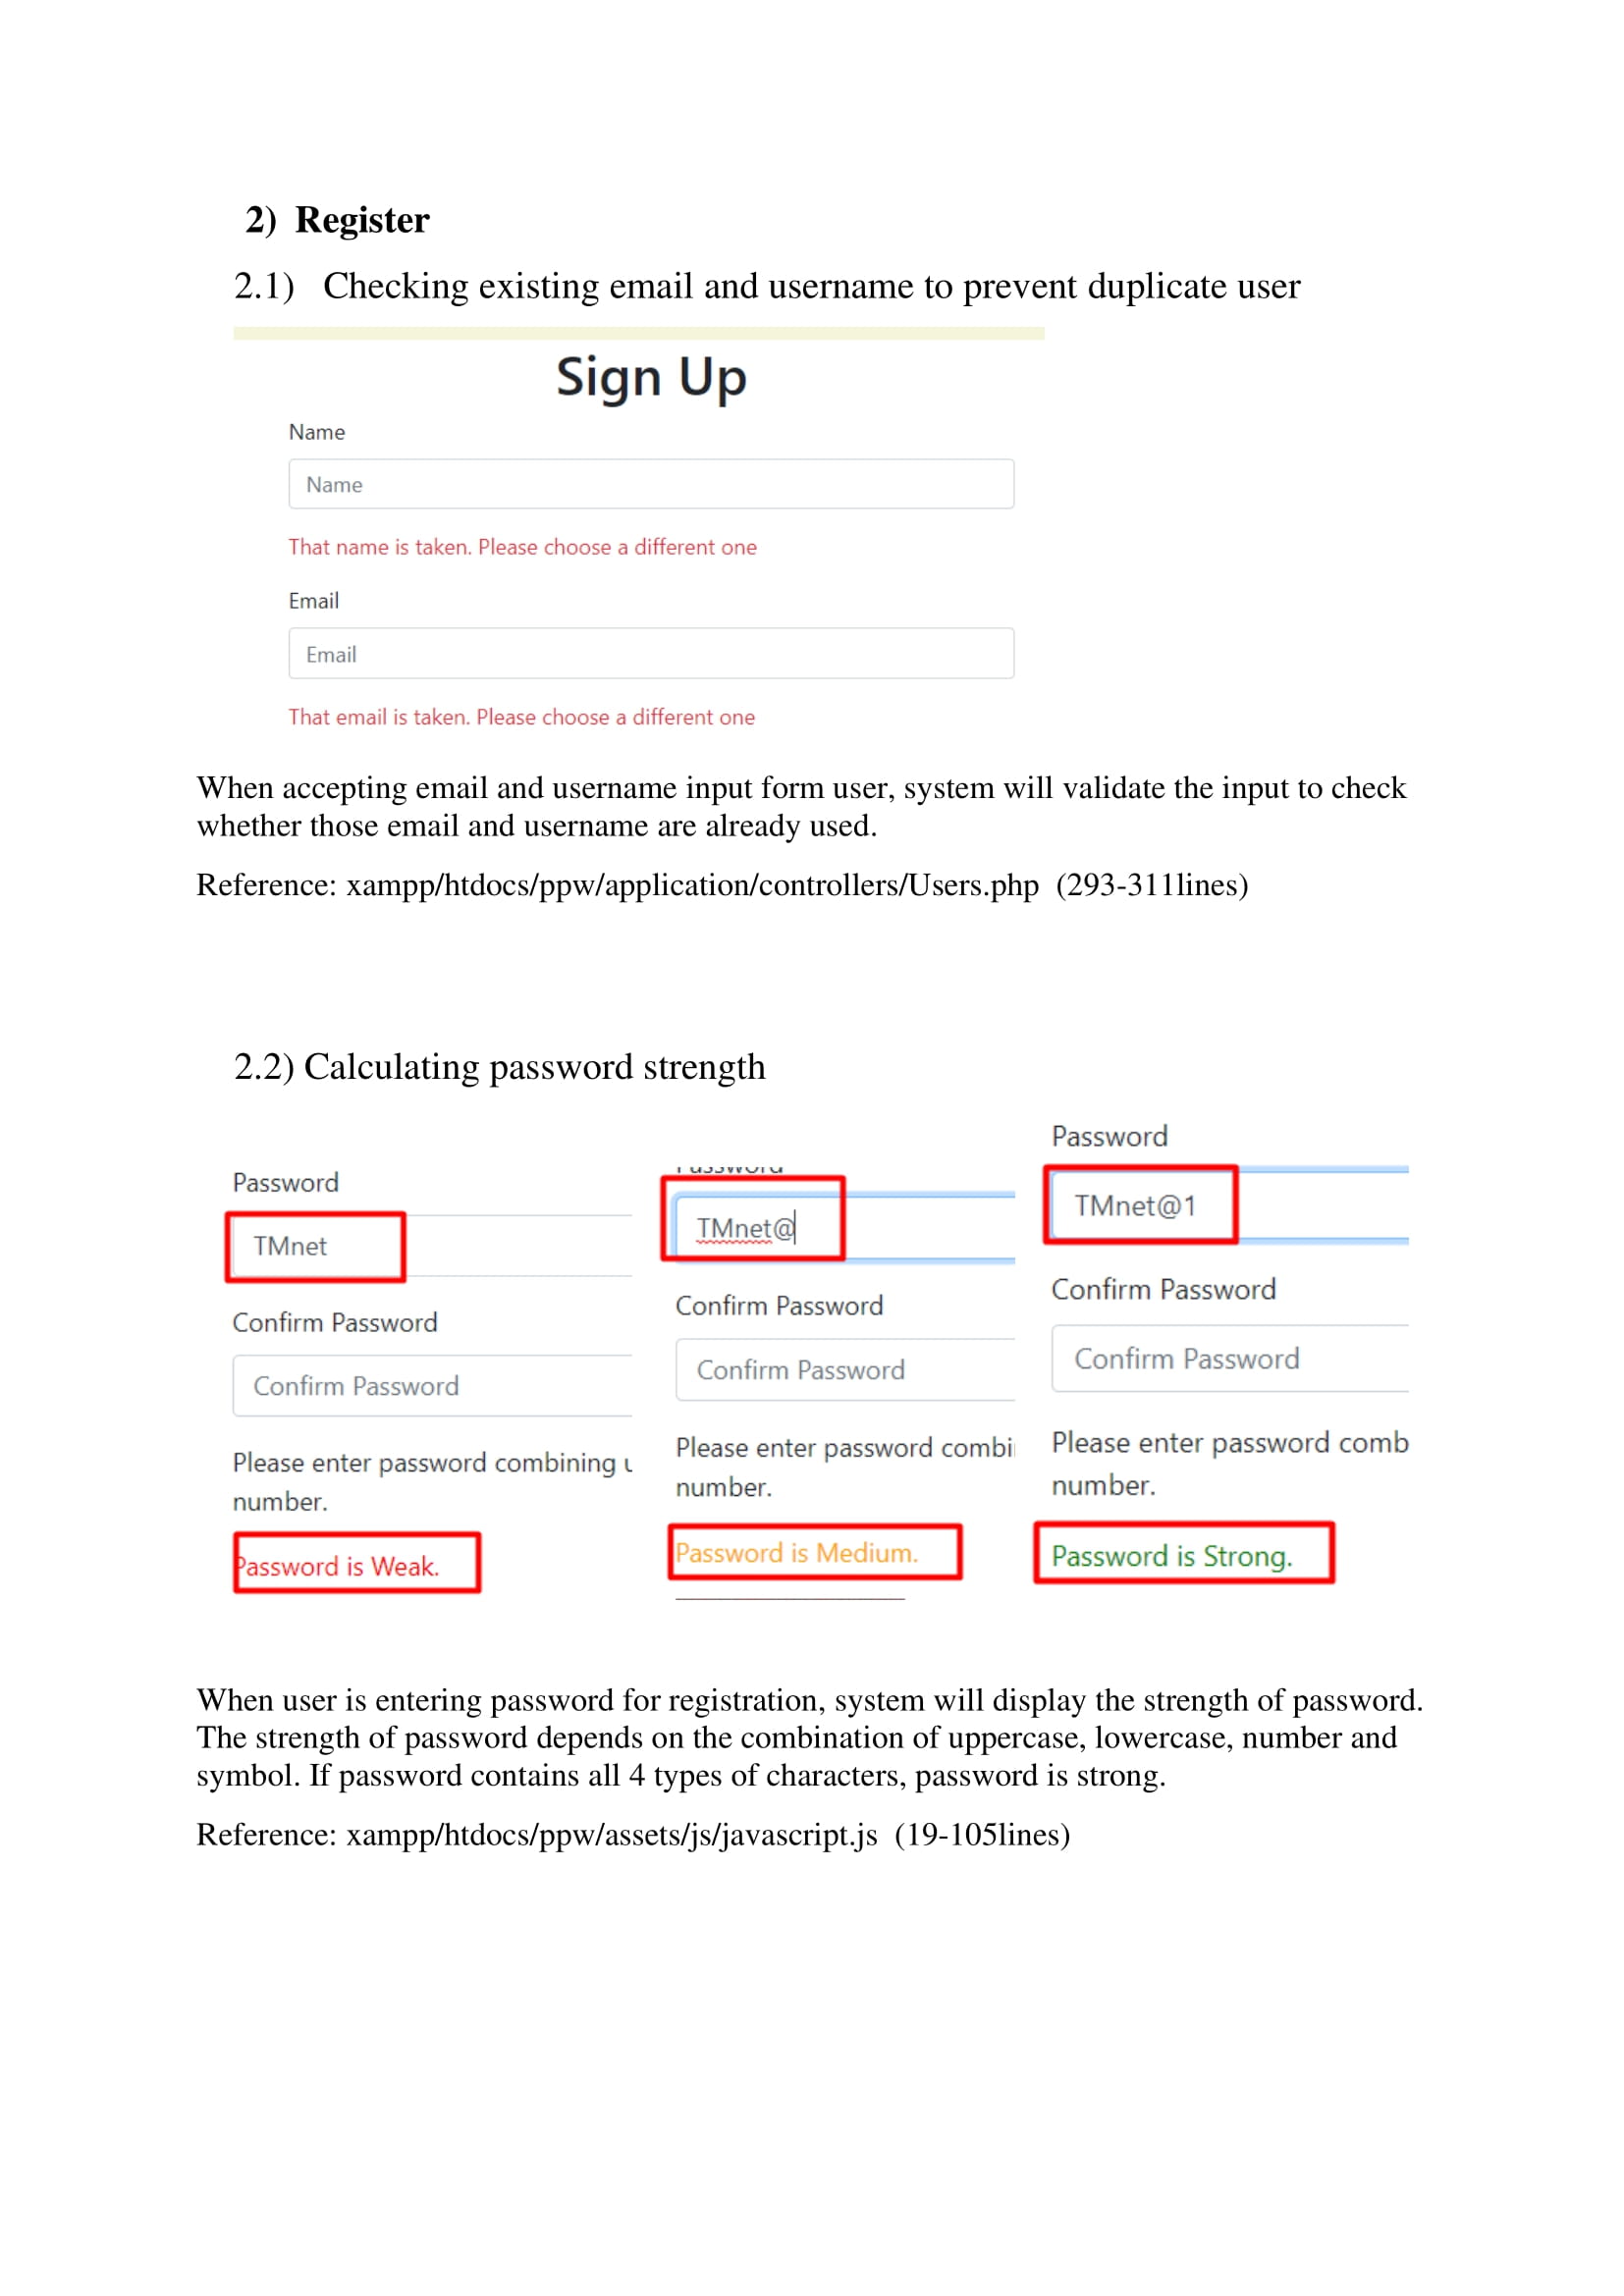 2) Register
2.1) Checking existing email and username to prevent duplicate user
Sign Up
Name
Name
That name is taken. Please choose a different one
Email
Email
That email is taken. Please choose a different one
When accepting email and username input form user, system will validate the input to check
whether those email and username are already used.
Reference: xampp/htdocs/ppw/application/controllers/Users.php (293-311lines)
2.2) Calculating password strength
Password
TMnet
Confirm Password
Confirm Password
Please enter password combining u
number.
Password is Weak.
Password
TMnet@
Confirm Password
Confirm Password
Please enter password combi
number.
Password is Medium.
Password
TMnet@1
Confirm Password
Confirm Password
Please enter password comb
number.
Password is Strong.
When user is entering password for registration, system will display the strength of password.
The strength of password depends on the combination of uppercase, lowercase, number and
symbol. If password contains all 4 types of characters, password is strong.
Reference: xampp/htdocs/ppw/assets/js/javascript.js (19-105lines)